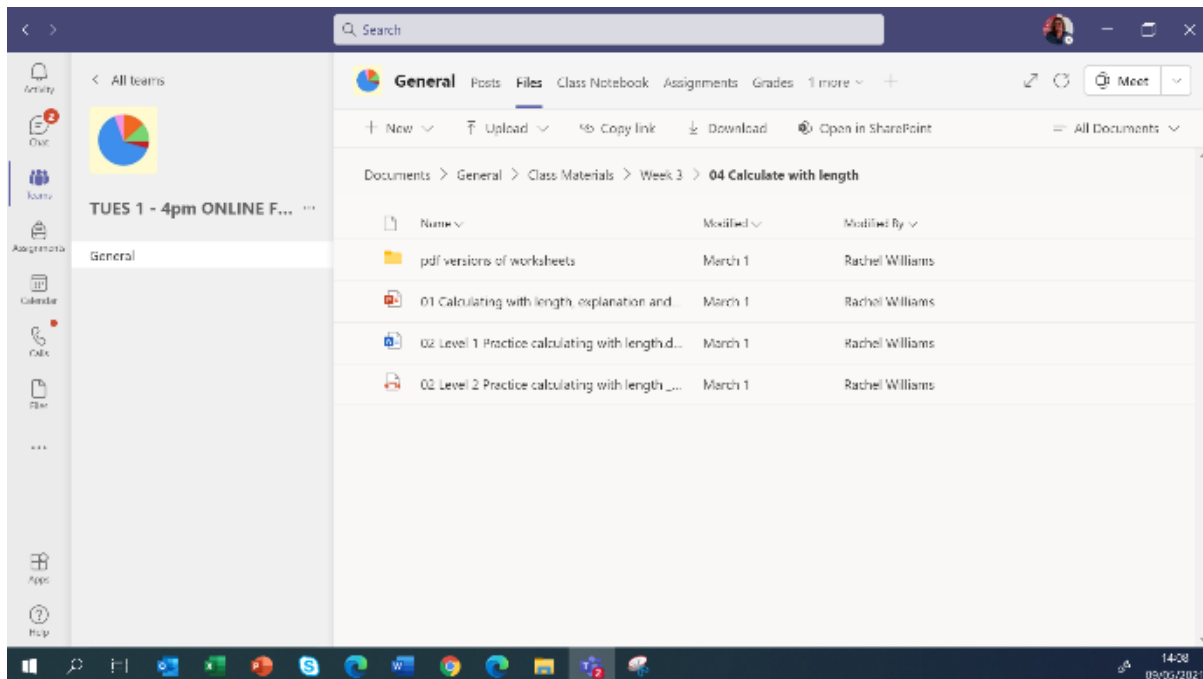 Search
Activity
Chat
2
Teams
Assignments
Calendar
Calls
Files
Apps
Help
All teams
TUES 1 - 4pm ONLINE F... ...
General
General Posts Files Class Notebook Assignments Grades 1 more
Meet
New Upload Copy link Download Open in SharePoint All Documents
Documents > General > Class Materials > Week 3 > 04 Calculate with length
Name Modified Modified By
pdf versions of worksheets March 1 Rachel Williams
01 Calculating with length, explanation and... March 1 Rachel Williams
02 Level 1 Practice calculating with length.d... March 1 Rachel Williams
02 Level 2 Practice calculating with length _... March 1 Rachel Williams
14:08